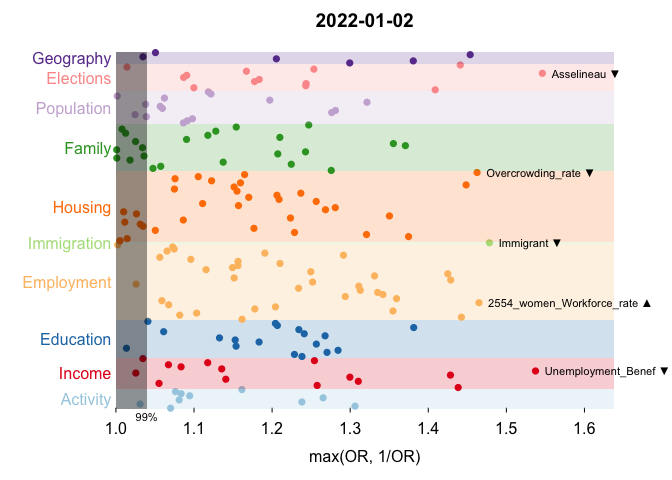 2022-01-02
Geography
Elections
Asselineau ▼
Population
Family
Overcrowding_rate ▼
Housing
Immigration
Immigrant ▼
Employment
2554_women_Workforce_rate ▲
Education
Income
Unemployment_Benef ▼
Activity
99%
1.0 1.1 1.2 1.3 1.4 1.5 1.6
max(OR, 1/OR)